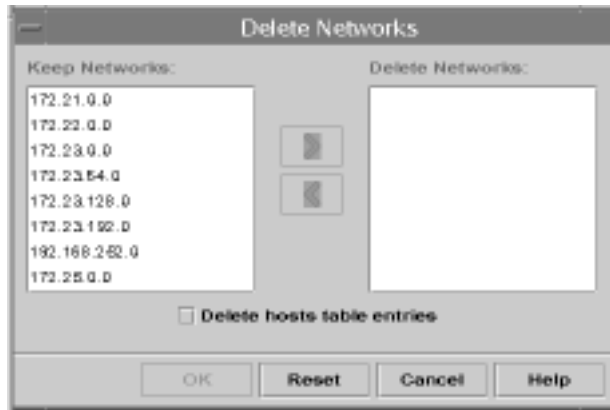 Delete Networks
Keep Networks:
Delete Networks:
172.21.0.0
172.22.0.0
172.23.0.0
172.23.64.0
172.23.128.0
172.23.192.0
192.168.252.0
172.25.0.0
Delete hosts table entries
OK
Reset
Cancel
Help